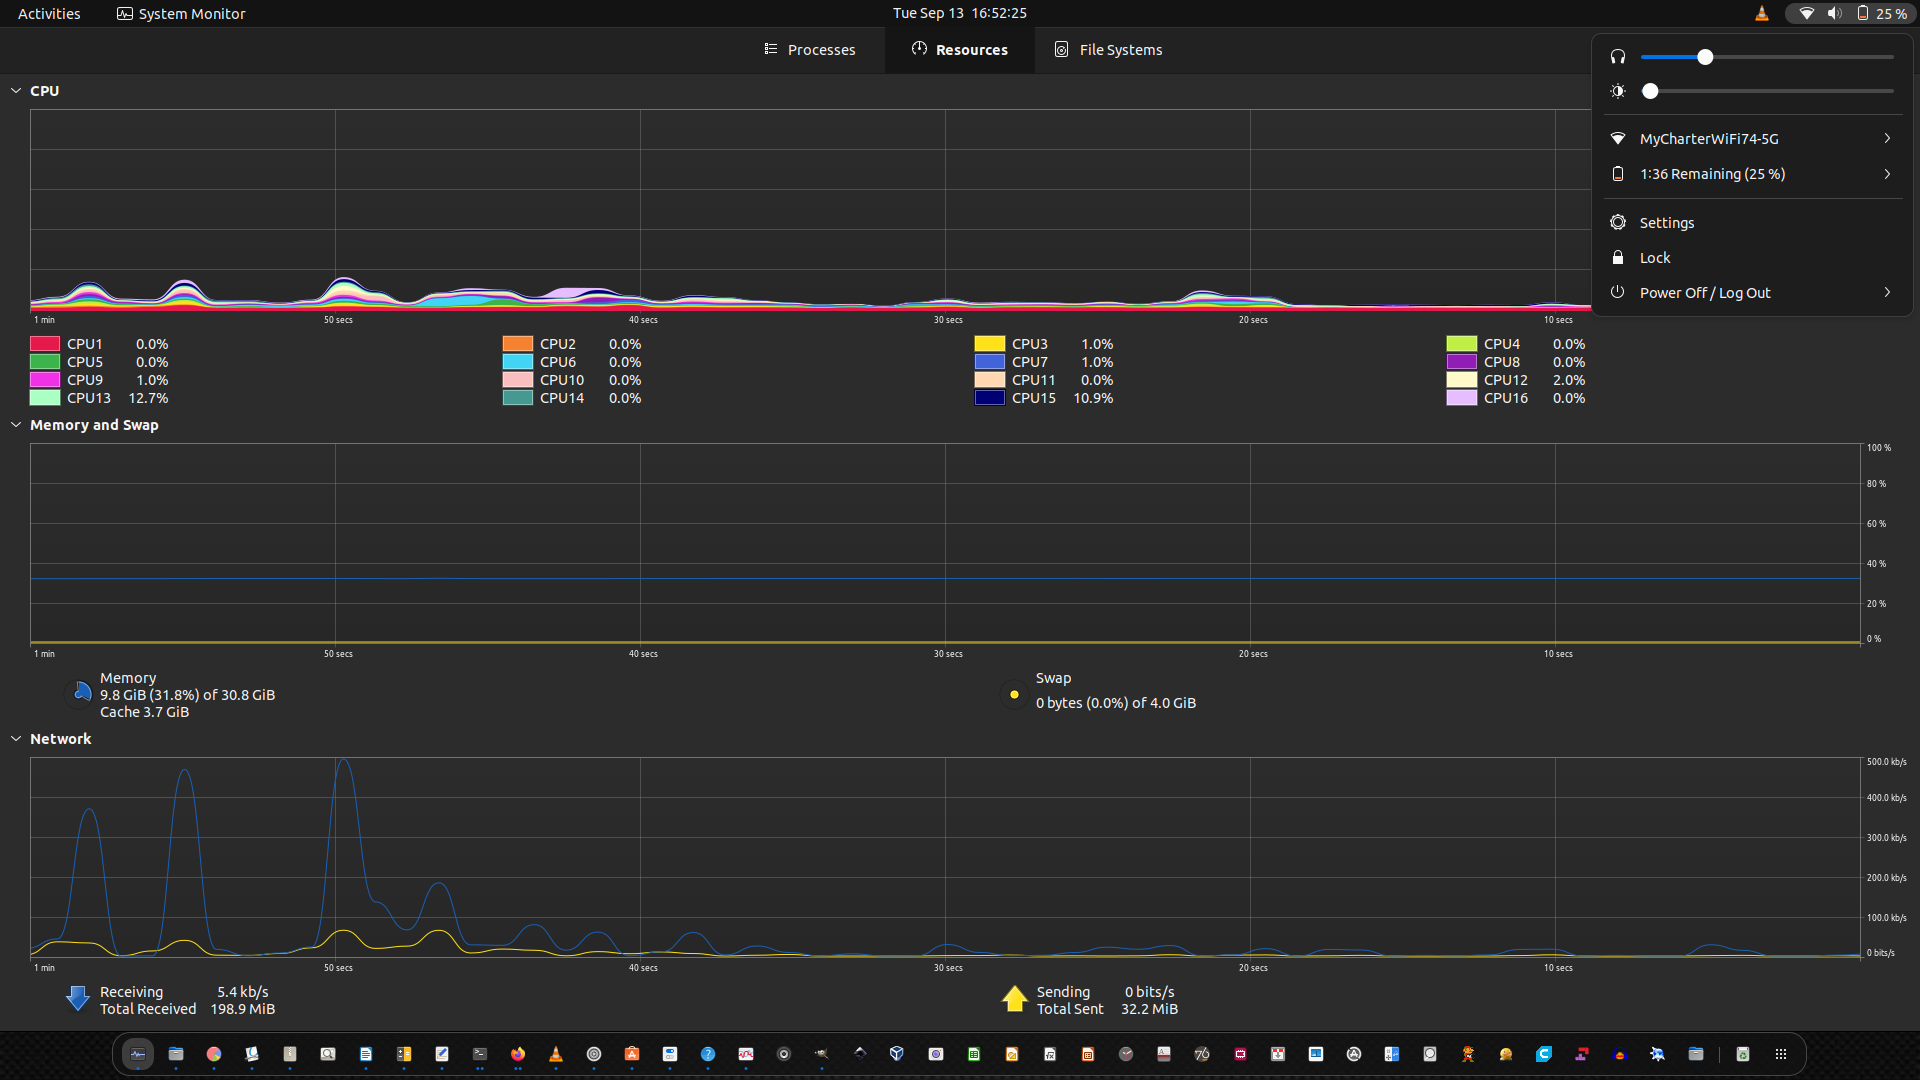 Activities System Monitor Tue Sep 13 16:52:25 25 %
Processes Resources File Systems
CPU
MyCharterWiFi74-5G
1:36 Remaining (25 %)
Settings
Lock
Power Off / Log Out
1 min 50 secs 40 secs 30 secs 20 secs 10 secs
CPU1 0.0% CPU2 0.0% CPU3 1.0% CPU4 0.0%
CPU5 0.0% CPU6 0.0% CPU7 1.0% CPU8 0.0%
CPU9 1.0% CPU10 0.0% CPU11 0.0% CPU12 2.0%
CPU13 12.7% CPU14 0.0% CPU15 10.9% CPU16 0.0%
Memory and Swap
100 %
80 %
60 %
40 %
20 %
0 %
1 min 50 secs 40 secs 30 secs 20 secs 10 secs
Memory Swap
9.8 GiB (31.8%) of 30.8 GiB 0 bytes (0.0%) of 4.0 GiB
Cache 3.7 GiB
Network
500.0 kb/s
400.0 kb/s
300.0 kb/s
200.0 kb/s
100.0 kb/s
0 bits/s
1 min 50 secs 40 secs 30 secs 20 secs 10 secs
Receiving 5.4 kb/s Sending 0 bits/s
Total Received 198.9 MiB Total Sent 32.2 MiB